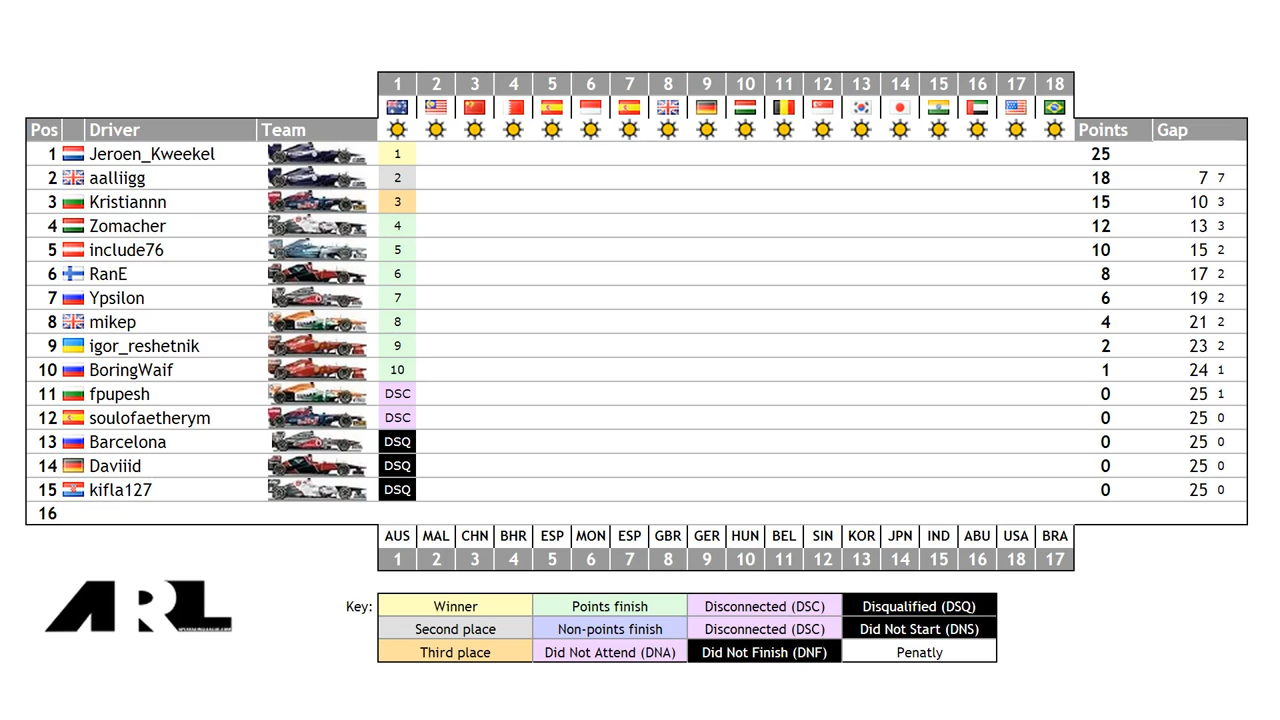 1 2 3 4 5 6 7 8 9 10 11 12 13 14 15 16 17 18
Pos Driver Team Points Gap
1 Jeroen_Kweekel 1 25
2 aalliigg 2 18 7 7
3 Kristiannn 3 15 10 3
4 Zomacher 4 12 13 3
5 include76 5 10 15 2
6 RanE 6 8 17 2
7 Ypsilon 7 6 19 2
8 mikep 8 4 21 2
9 igor_reshetnik 9 2 23 2
10 BoringWaif 10 1 24 1
11 fpupesh DSC 0 25 1
12 soulofaetherym DSC 0 25 0
13 Barcelona DSQ 0 25 0
14 Daviiid DSQ 0 25 0
15 kifla127 DSQ 0 25 0
16
AUS MAL CHN BHR ESP MON ESP GBR GER HUN BEL SIN KOR JPN IND ABU USA BRA
1 2 3 4 5 6 7 8 9 10 11 12 13 14 15 16 18 17
ARL
Key: Winner Points finish Disconnected (DSC) Disqualified (DSQ)
Second place Non-points finish Disconnected (DSC) Did Not Start (DNS)
Third place Did Not Attend (DNA) Did Not Finish (DNF) Penatly